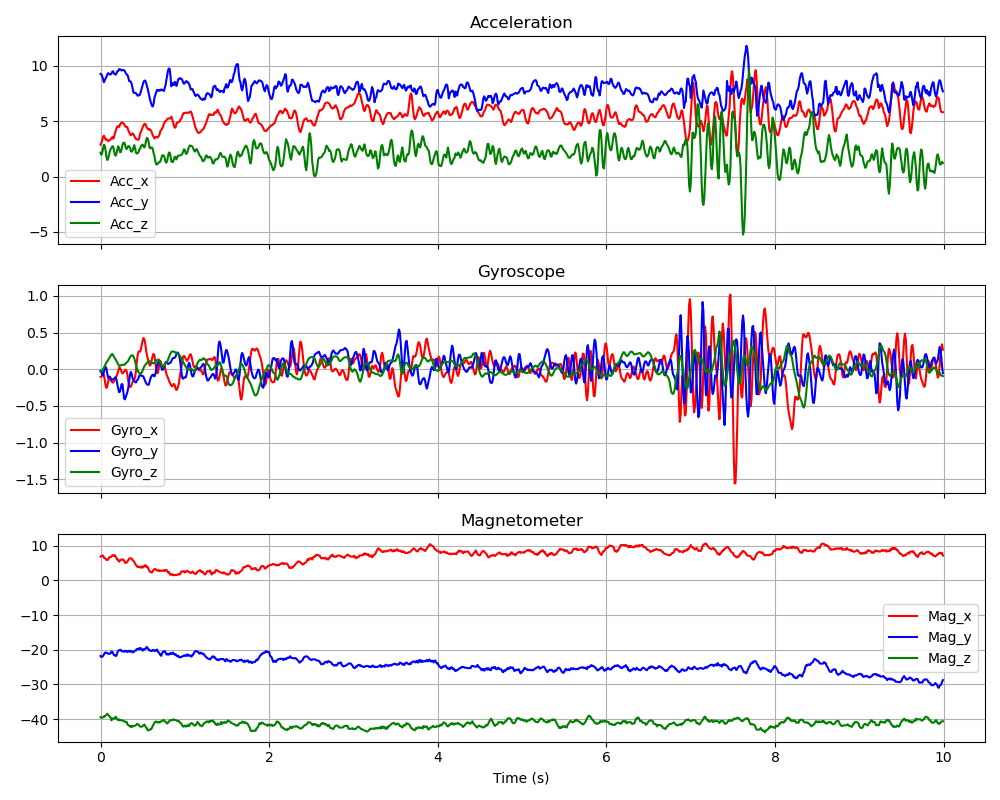 Acceleration
10
5
0
−5
Acc_x
Acc_y
Acc_z
Gyroscope
1.0
0.5
0.0
−0.5
−1.0
−1.5
Gyro_x
Gyro_y
Gyro_z
Magnetometer
10
0
−10
−20
−30
−40
Mag_x
Mag_y
Mag_z
0 2 4 6 8 10
Time (s)